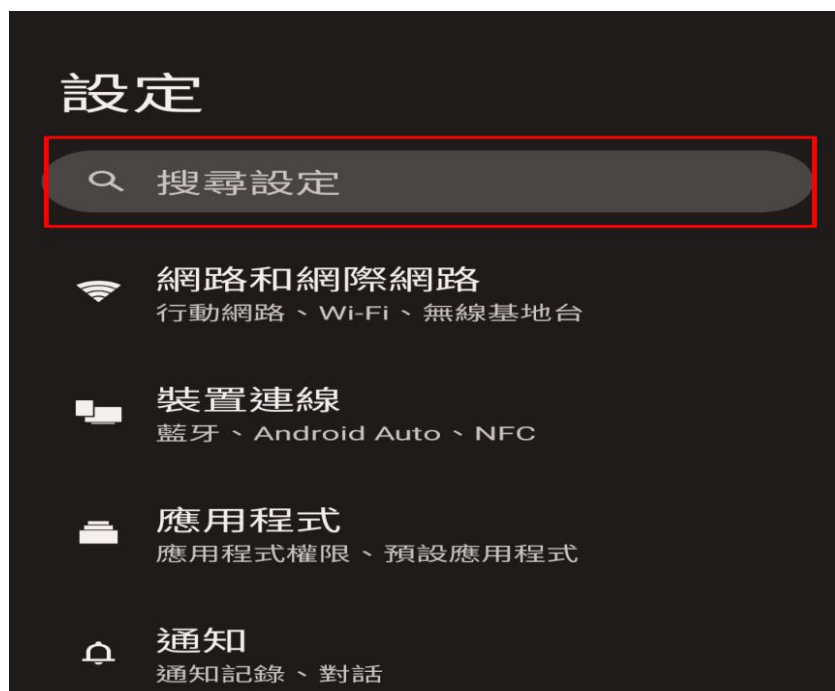 設定
搜尋設定
網路和網際網路
行動網路、Wi-Fi、無線基地台
裝置連線
藍牙、Android Auto、NFC
應用程式
應用程式權限、預設應用程式
通知
通知記錄、對話